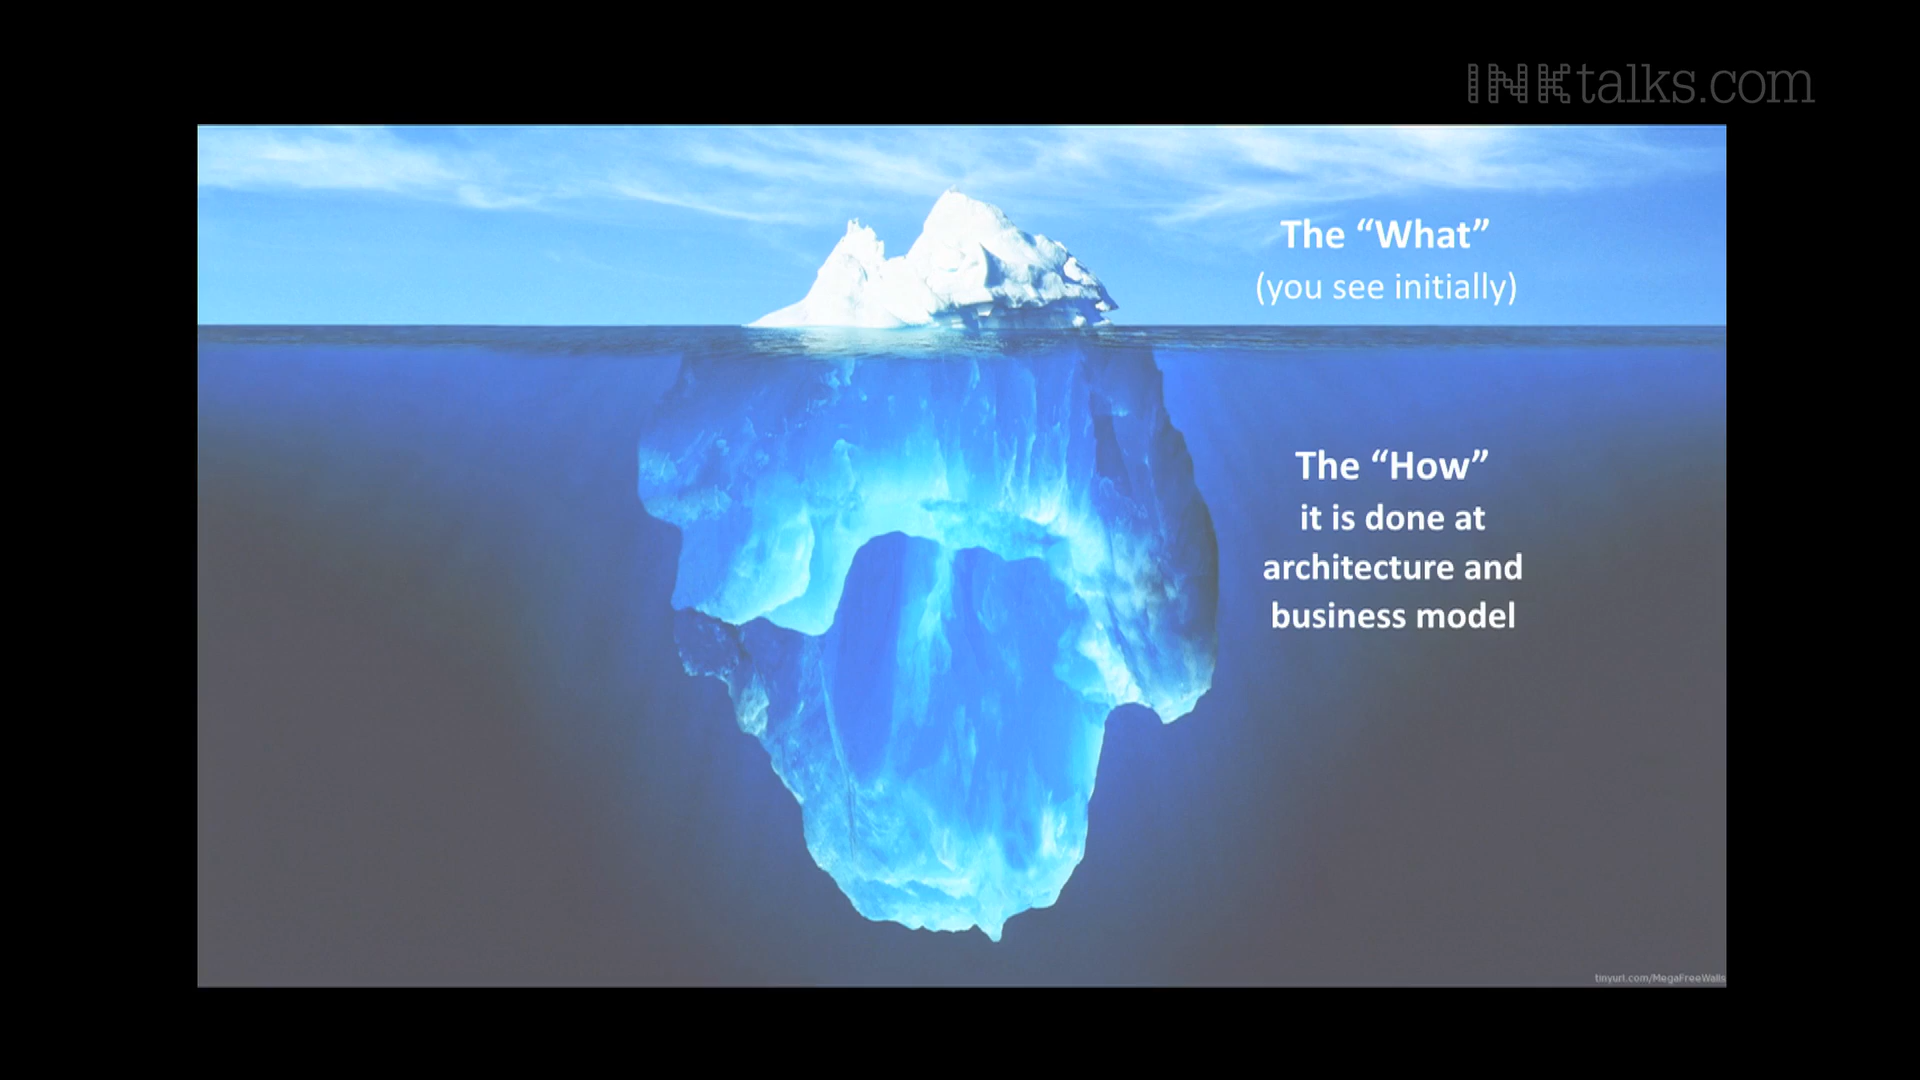 INKtalks.com
The “What”
(you see initially)
The “How”
it is done at
architecture and
business model
tinyurl.com/MegaFreeWalls